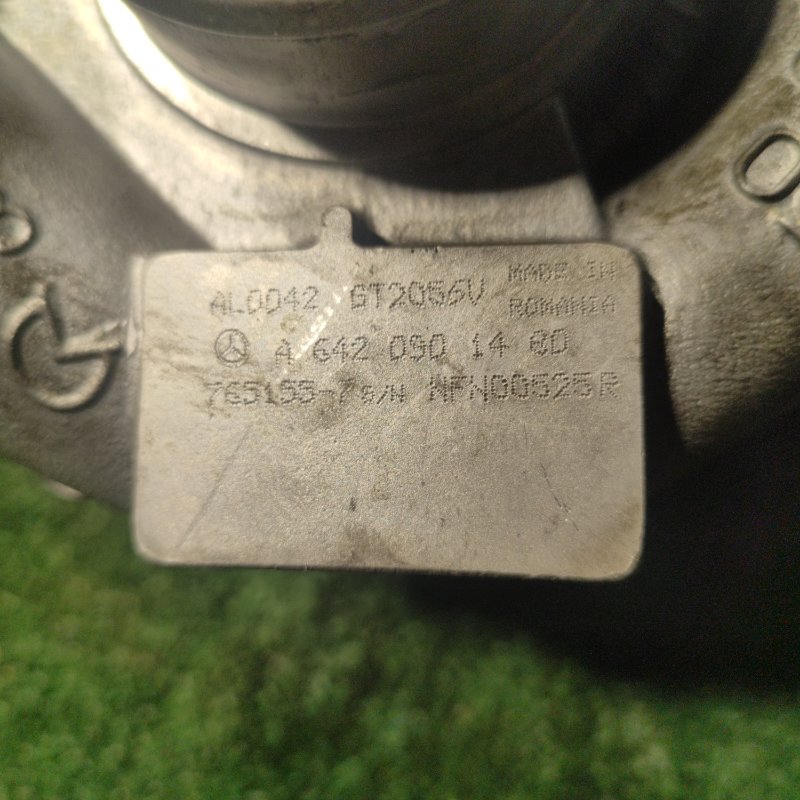 AL0042 GT2056V MADE IN
ROMANIA
A 642 090 14 80
765155-7 S/N NFN00525R